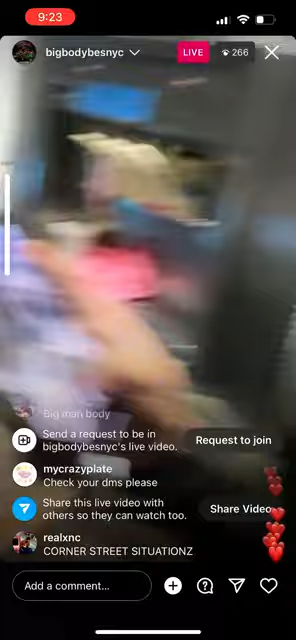 9:23
bigbodybesnyc
LIVE
266
Big man body
Send a request to be in
bigbodybesnyc's live video.
Request to join
mycrazyplate
Check your dms please
Share this live video with
others so they can watch too.
Share Video
realxnc
CORNER STREET SITUATIONZ
Add a comment...